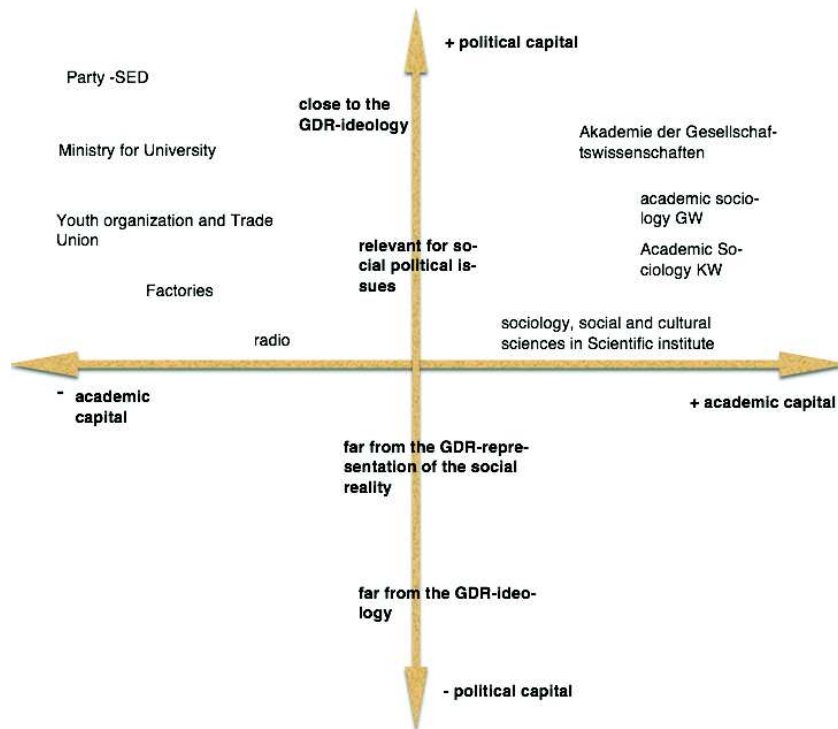 + political capital
Party -SED
close to the
GDR-ideology
Akademie der Gesellschaf-
tswissenschaften
Ministry for University
academic socio-
logy GW
Youth organization and Trade
Union
relevant for so-
cial political is-
sues
Academic So-
ciology KW
Factories
radio
sociology, social and cultural
sciences in Scientific institute
- academic
capital
+ academic capital
far from the GDR-repre-
sentation of the social
reality
far from the GDR-ideo-
logy
- political capital